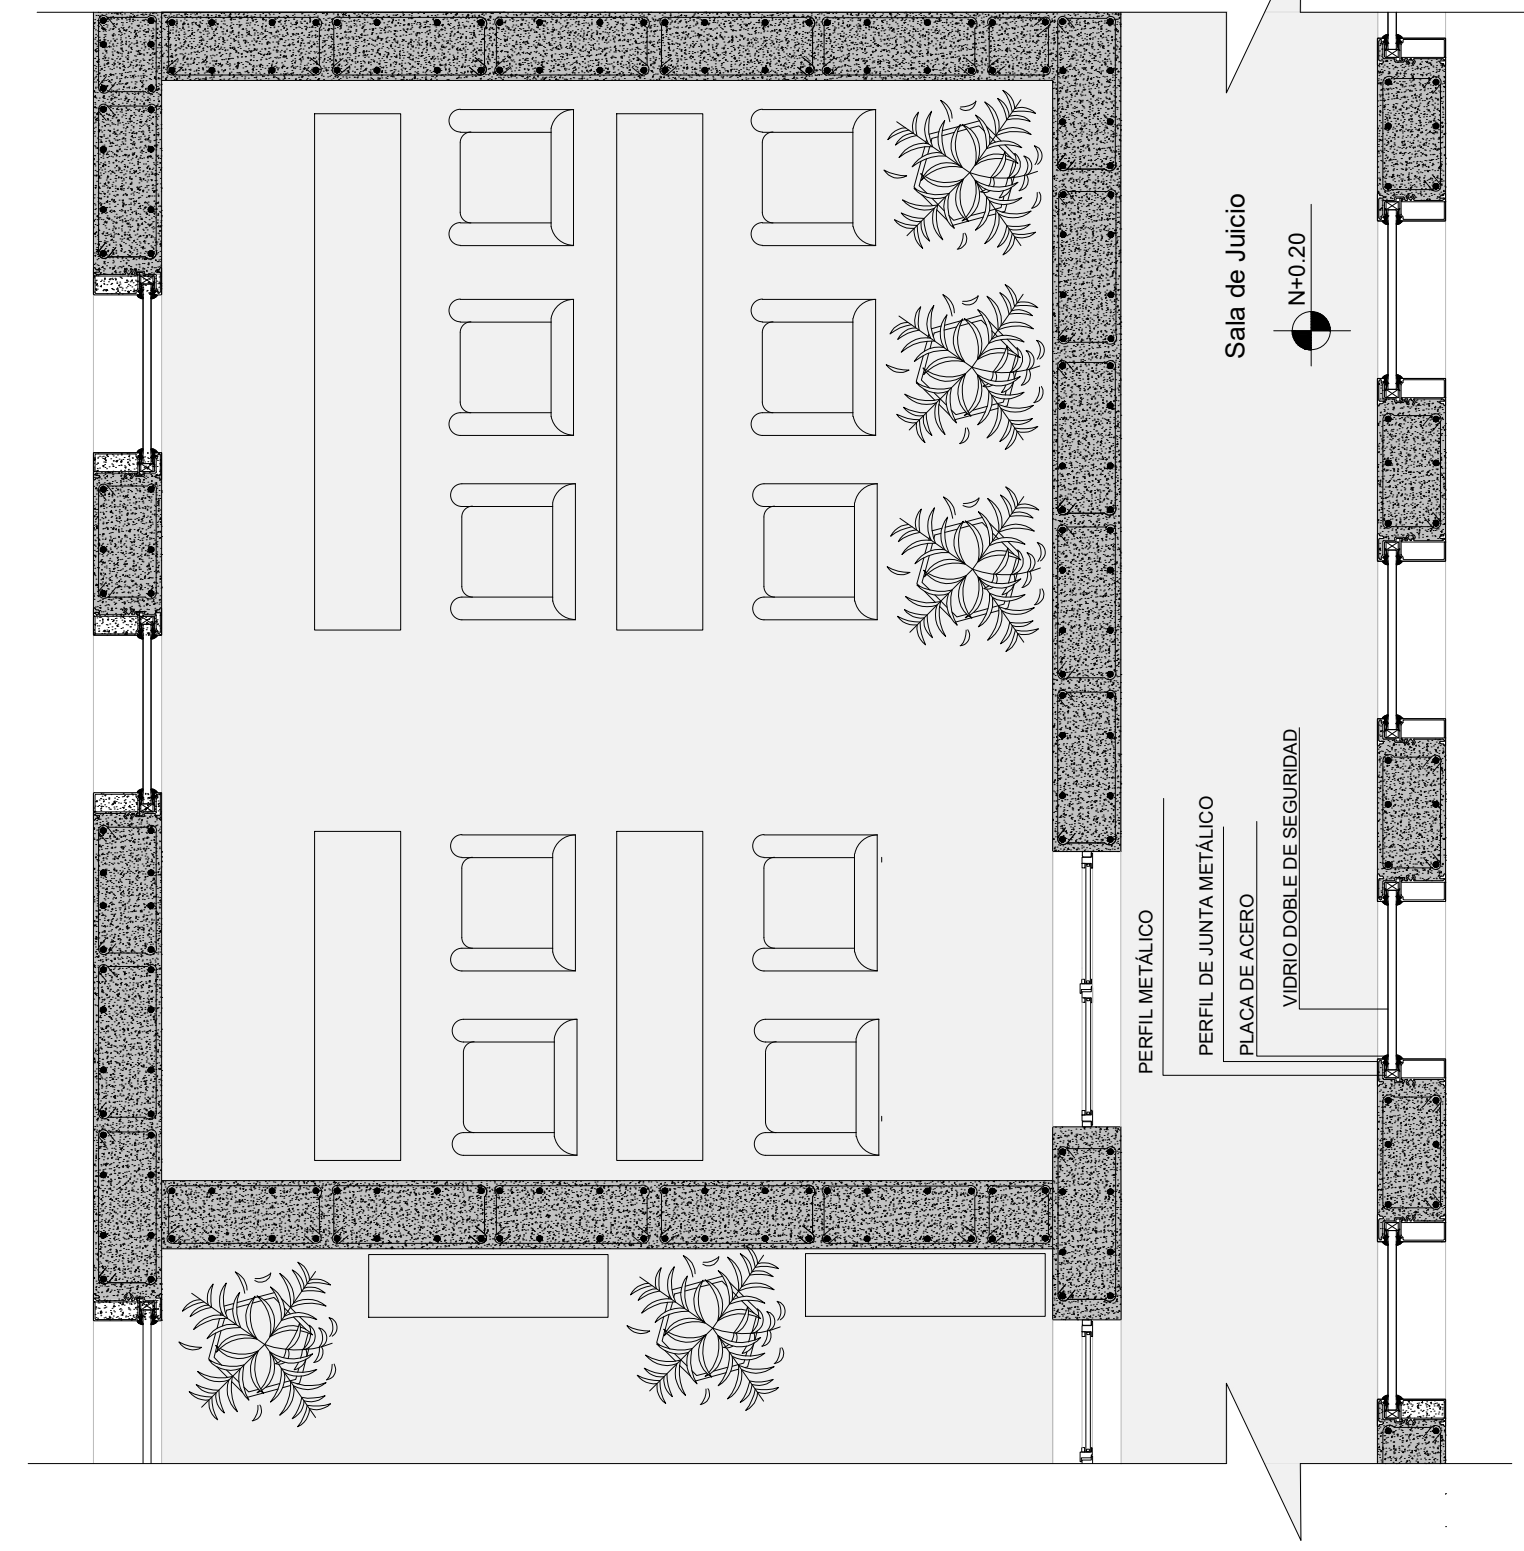 Sala de Juicio
N+0.20
PERFIL METÁLICO
PERFIL DE JUNTA METÁLICO
PLACA DE ACERO
VIDRIO DOBLE DE SEGURIDAD